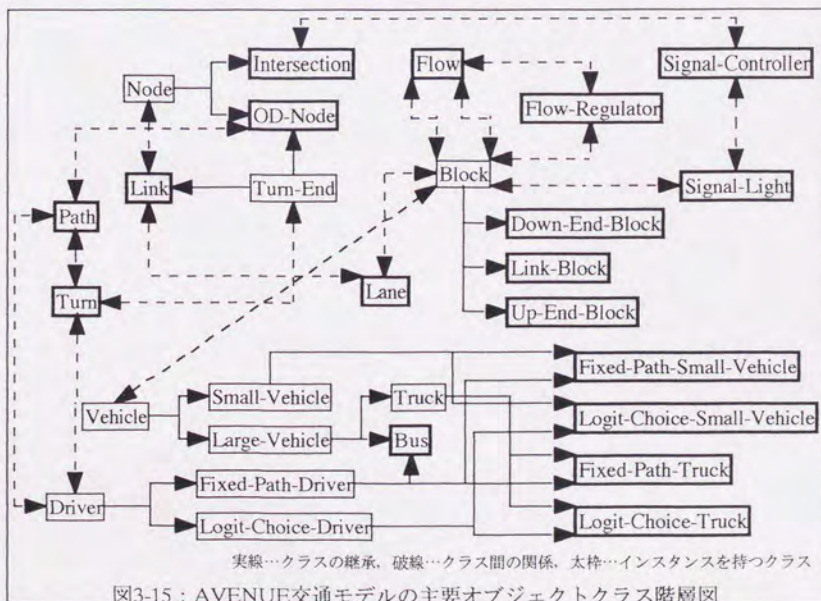 Intersection
Flow
Signal-Controller
Node
OD-Node
Flow-Regulator
Link
Turn-End
Block
Signal-Light
Path
Down-End-Block
Link-Block
Turn
Lane
Up-End-Block
Fixed-Path-Small-Vehicle
Small-Vehicle
Truck
Vehicle
Logit-Choice-Small-Vehicle
Large-Vehicle
Bus
Fixed-Path-Truck
Fixed-Path-Driver
Driver
Logit-Choice-Driver
Logit-Choice-Truck
実線…クラスの継承, 破線…クラス間の関係, 太枠…インスタンスを持つクラス
図3-15:AVENUE交通モデルの主要オブジェクトクラス階層図